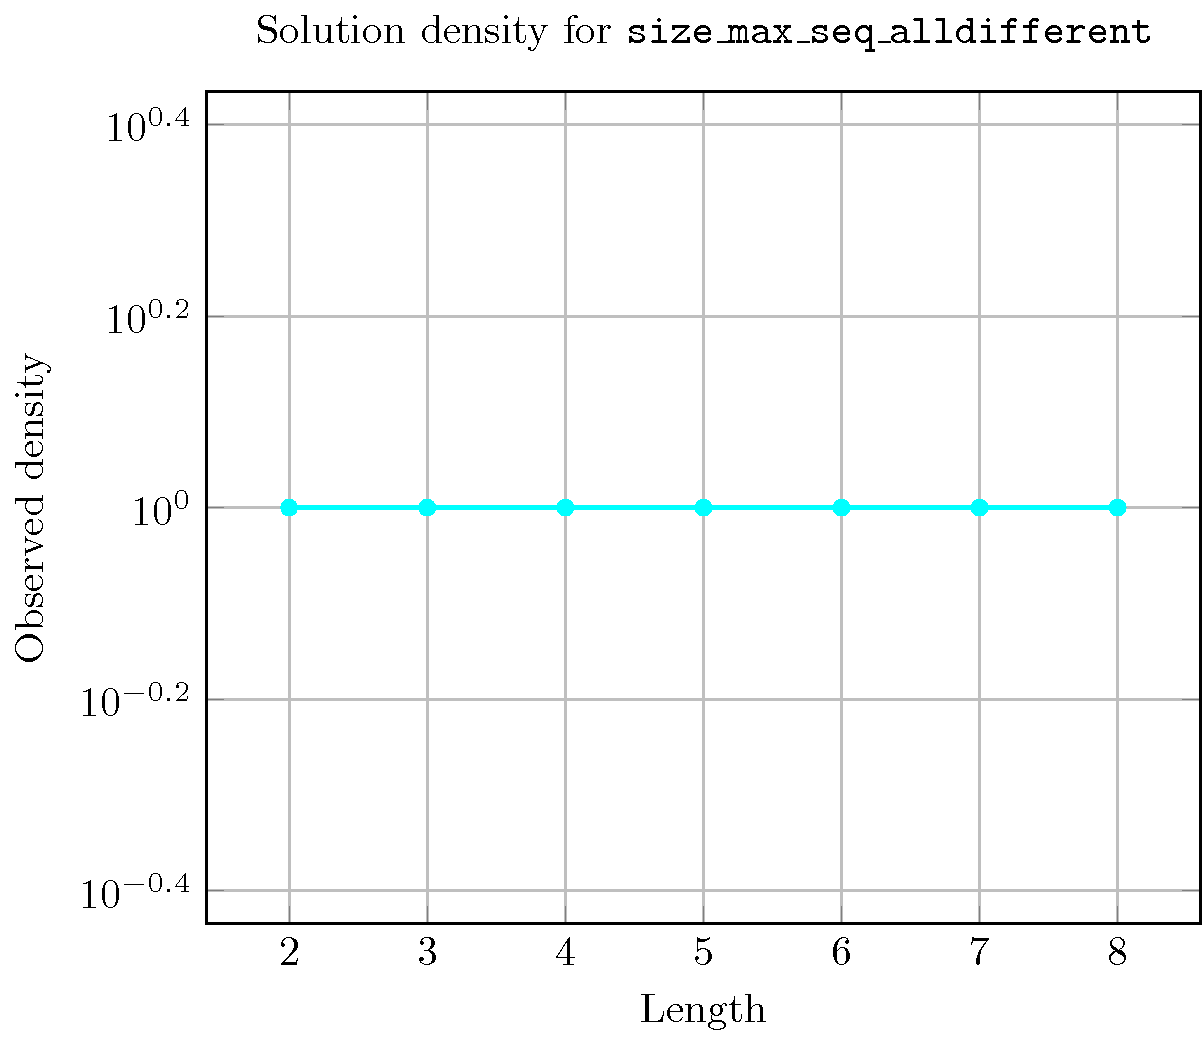 Solution density for size_max_seq_alldifferent
10^0.4
10^0.2
10^0
10^−0.2
10^−0.4
Observed density
2 3 4 5 6 7 8
Length